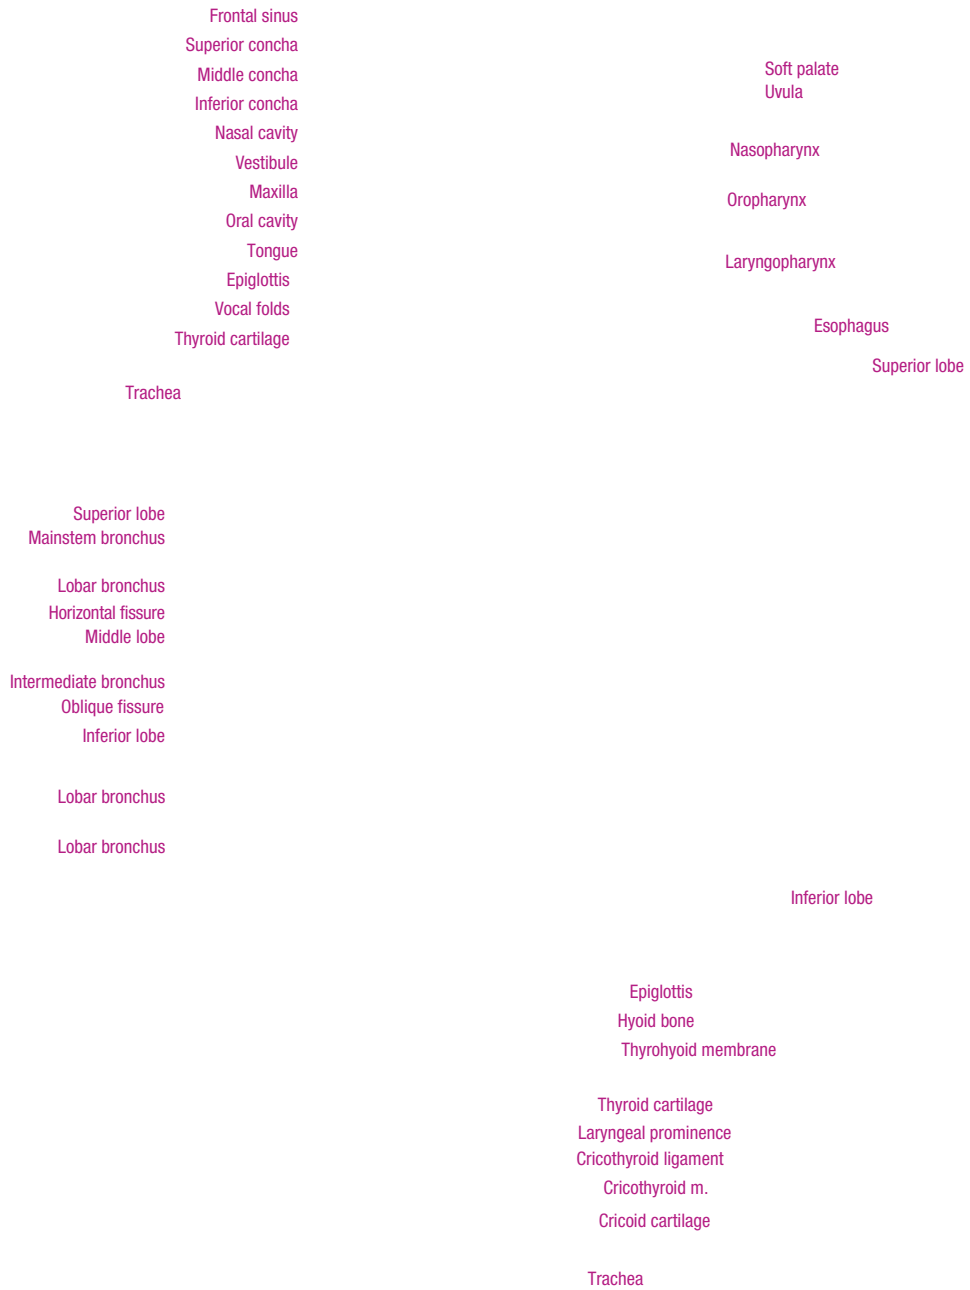 Frontal sinus
Superior concha
Middle concha
Inferior concha
Nasal cavity
Vestibule
Maxilla
Oral cavity
Tongue
Epiglottis
Vocal folds
Thyroid cartilage
Trachea
Soft palate
Uvula
Nasopharynx
Oropharynx
Laryngopharynx
Esophagus
Superior lobe
Superior lobe
Mainstem bronchus
Lobar bronchus
Horizontal fissure
Middle lobe
Intermediate bronchus
Oblique fissure
Inferior lobe
Lobar bronchus
Lobar bronchus
Inferior lobe
Epiglottis
Hyoid bone
Thyrohyoid membrane
Thyroid cartilage
Laryngeal prominence
Cricothyroid ligament
Cricothyroid m.
Cricoid cartilage
Trachea